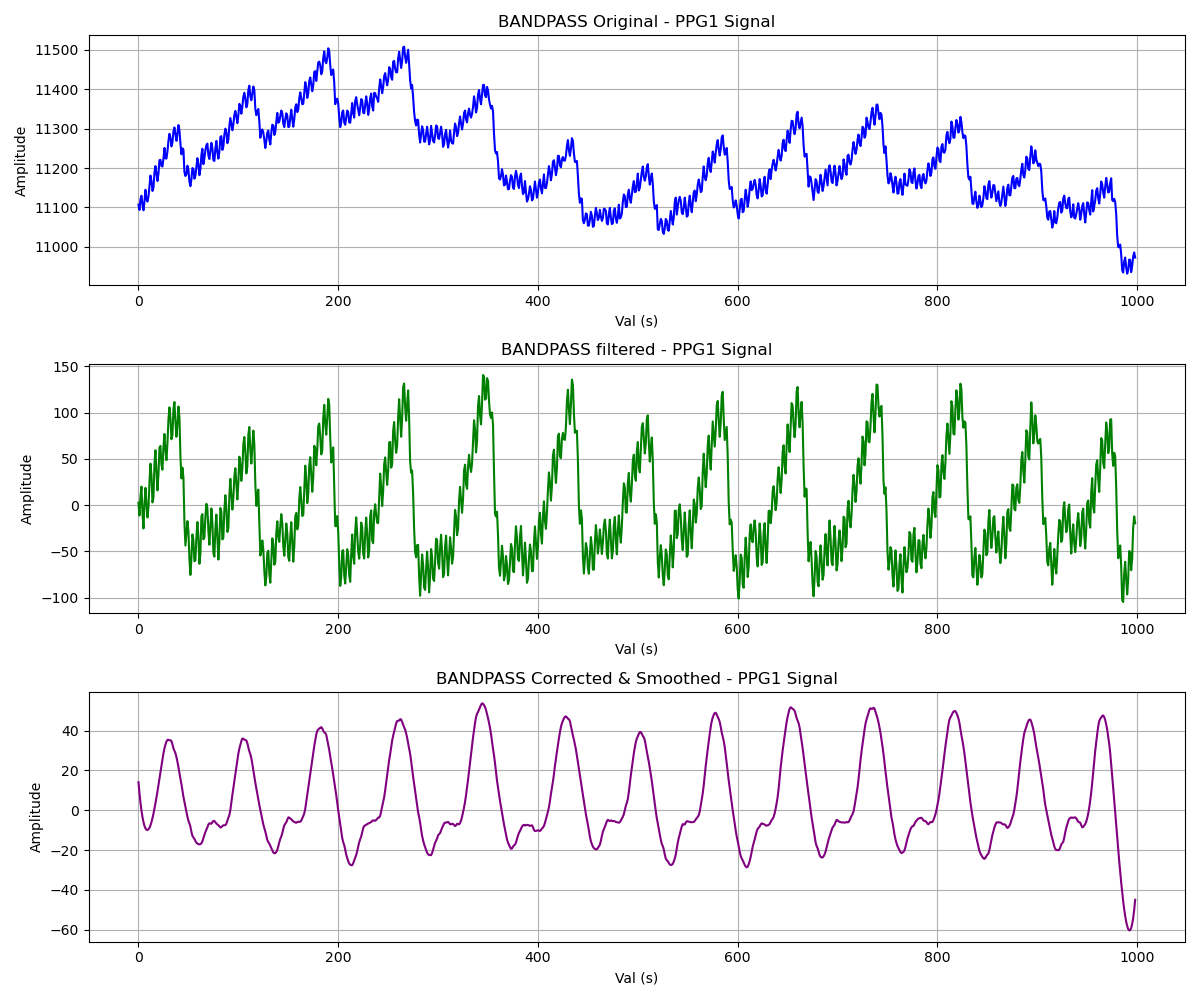 BANDPASS Original - PPG1 Signal
11500
11400
11300
11200
11100
11000
Amplitude
0 200 400 600 800 1000
Val (s)
BANDPASS filtered - PPG1 Signal
150
100
50
0
−50
−100
Amplitude
0 200 400 600 800 1000
Val (s)
BANDPASS Corrected & Smoothed - PPG1 Signal
40
20
0
−20
−40
−60
Amplitude
0 200 400 600 800 1000
Val (s)